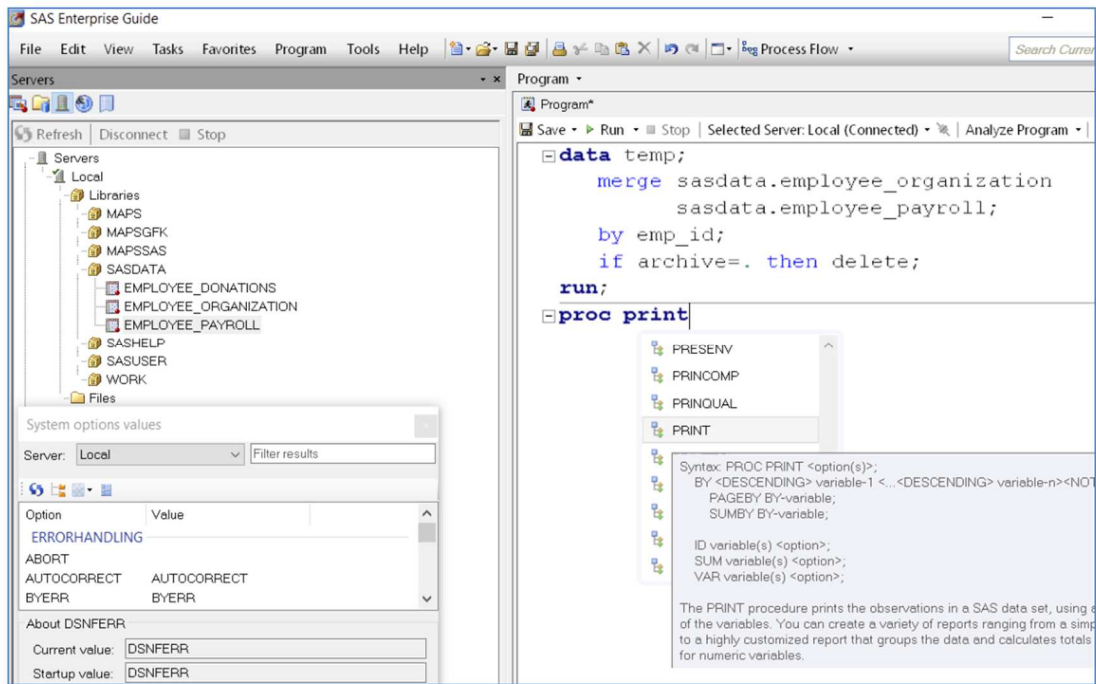 SAS Enterprise Guide
File Edit View Tasks Favorites Program Tools Help Process Flow Search Curren
Servers
Refresh Disconnect Stop
Servers
Local
Libraries
MAPS
MAPSGFK
MAPSSAS
SASDATA
EMPLOYEE_DONATIONS
EMPLOYEE_ORGANIZATION
EMPLOYEE_PAYROLL
SASHELP
SASUSER
WORK
Files
System options values
Server: Local Filter results
Option Value
ERRORHANDLING
ABORT
AUTOCORRECT AUTOCORRECT
BYERR BYERR
About DSNFERR
Current value: DSNFERR
Startup value: DSNFERR
Program
Program*
Save Run Stop Selected Server: Local (Connected) Analyze Program
data temp;
merge sasdata.employee_organization
sasdata.employee_payroll;
by emp_id;
if archive=. then delete;
run;
proc print
PRESENV
PRINCOMP
PRINQUAL
PRINT
Syntax: PROC PRINT <option(s)>;
BY <DESCENDING> variable-1 <...<DESCENDING> variable-n><NOT
PAGEBY BY-variable;
SUMBY BY-variable;
ID variable(s) <option>;
SUM variable(s) <option>;
VAR variable(s) <option>;
The PRINT procedure prints the observations in a SAS data set, using a
of the variables. You can create a variety of reports ranging from a simp
to a highly customized report that groups the data and calculates totals
for numeric variables.